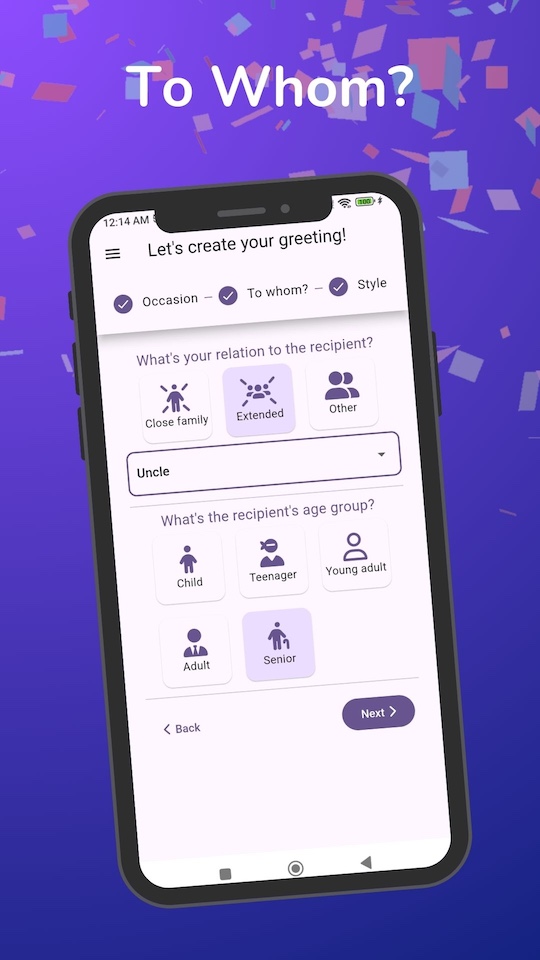 To Whom?
12:14 AM
100
Let's create your greeting!
Occasion – To whom? – Style
What's your relation to the recipient?
Close family Extended Other
Uncle
What's the recipient's age group?
Child Teenager Young adult
Adult Senior
Back Next